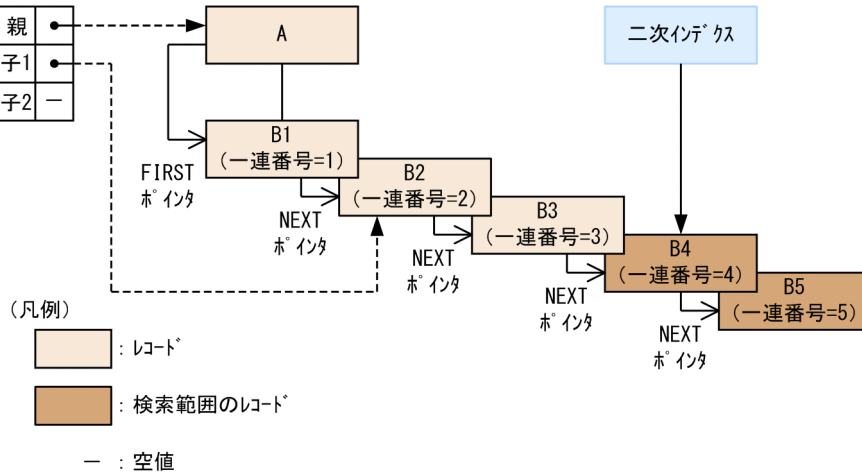 親
子1
子2 －
A
二次ｲﾝﾃﾞｸｽ
FIRST
ﾎﾟｲﾝﾀ
B1
(一連番号=1)
NEXT
ﾎﾟｲﾝﾀ
B2
(一連番号=2)
NEXT
ﾎﾟｲﾝﾀ
B3
(一連番号=3)
NEXT
ﾎﾟｲﾝﾀ
B4
(一連番号=4)
NEXT
ﾎﾟｲﾝﾀ
B5
(一連番号=5)
(凡例)
：ﾚｺｰﾄﾞ
：検索範囲のﾚｺｰﾄﾞ
－ ：空値